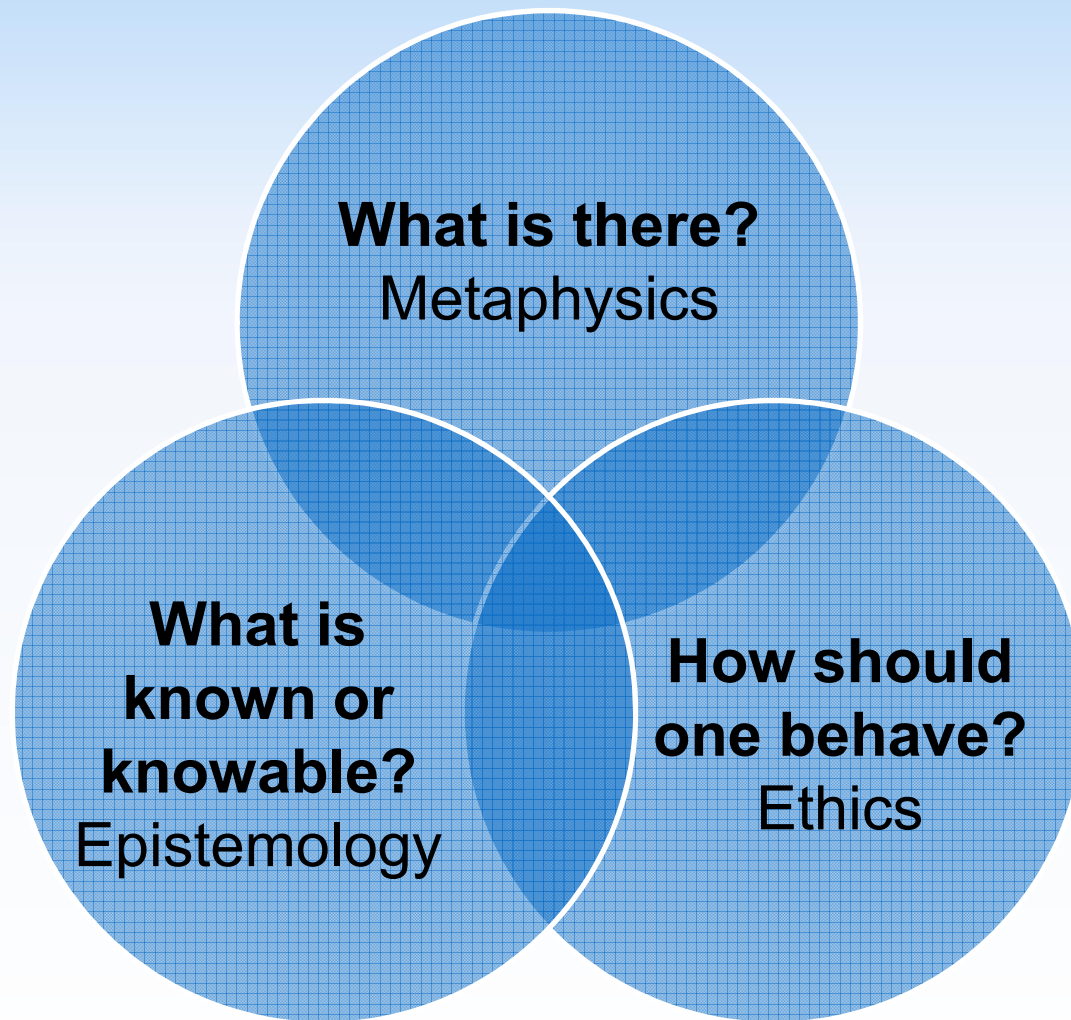 What is there?
Metaphysics
What is
known or
knowable?
Epistemology
How should
one behave?
Ethics